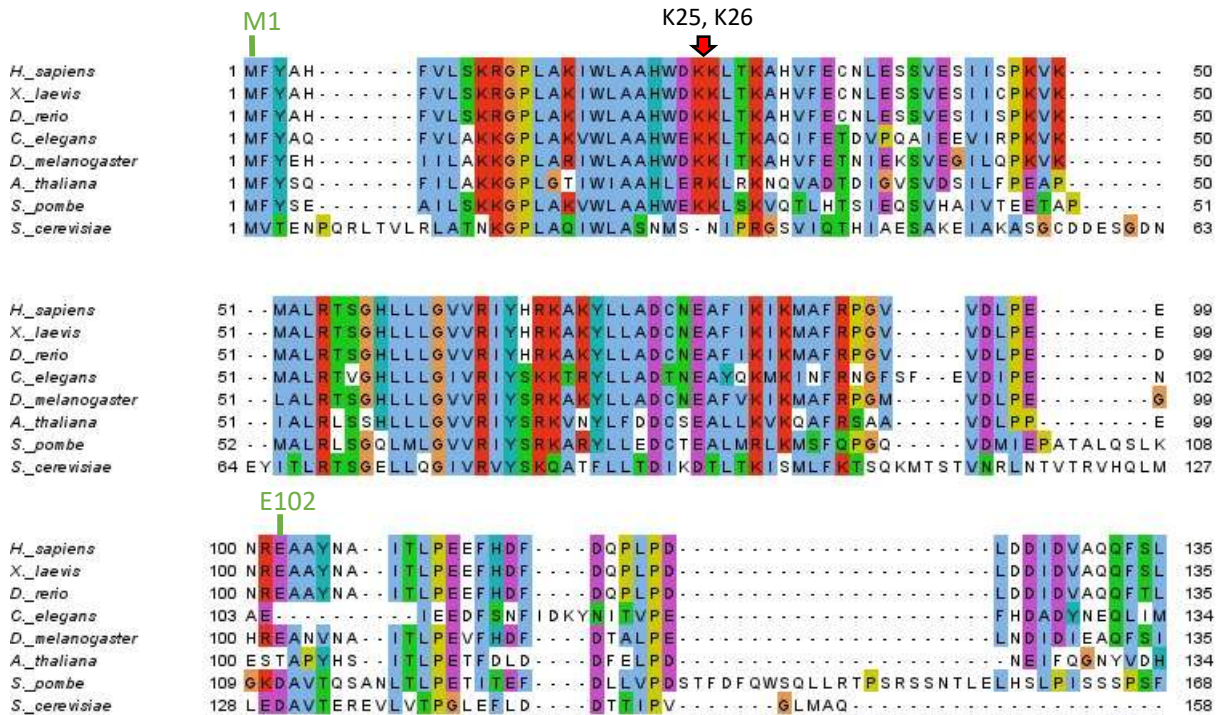 M1
K25, K26
H._sapiens 1 MFYAH-------FVLSKRGPLAKIWLAAHWDKKLTKAHVFECNLESSVESIISPKVK------- 50
X._laevis 1 MFYAH-------FVLSKRGPLAKIWLAAHWDKKLTKAHVFECNLESSVESIICPKVK------- 50
D._rerio 1 MFYAH-------FVLSKRGPLAKIWLAAHWDKKLTKAHVFECNLESSVESIISPKVK------- 50
C._elegans 1 MFYAQ-------FVLAKKGPLAKVWLAAHWEKKLTKAQIFETDVPQAIEEVIRPKVK------- 50
D._melanogaster 1 MFYEH-------IILAKKGPLARIWLAAHWEKKITKAHVFETNIEKSVEGILQPKVK------- 50
A._thaliana 1 MFYSQ-------FILAKKGPLGTIWIAAHLERKLRKNQVADTDIGVSVDSILFPEAP------- 50
S._pombe 1 MFYSE-------AILSKKGPLAKVWLAAHWEKKLSKVQTLHTSIEQSVHAIVTEETAP------ 51
S._cerevisiae 1 MVTENPQRLTVLRLATNKGPLAQIWLASNMS-NIPRGSVIQTHIAESAKEIAKASGCDDESGDN 63
H._sapiens 51 --MALRTSGHLLLGVVRIYHRKAKYLLADCNEAFIKIKMAFRPGV-----VDLPE--------E 99
X._laevis 51 --MALRTSGHLLLGVVRIYHRKAKYLLADCNEAFIKIKMAFRPGV-----VDLPE--------E 99
D._rerio 51 --MALRTSGHLLLGVVRIYHRKAKYLLADCNEAFIKIKMAFRPGV-----VDLPE--------D 99
C._elegans 51 --MALRTVGHLLLGVVRIYSKKTRYLLADTNEAYQKMKINFRNGFSF--EVDIPE--------N 102
D._melanogaster 51 --LALRTSGHLLLGVVRIYSRKAKYLLADCNEAFVKIKMAFRPGM-----VDLPE--------G 99
A._thaliana 51 --IALRLSSHLLLGVVRIYSRKVNYLFDDCSEALLKVKQAFRSAA-----VDLPP--------E 99
S._pombe 52 --MALRLSGQLMLGVVRIYSRKARYLLEDCTEALMRLKMSFQPGQ-----VDMIEPATALQSLK 108
S._cerevisiae 64 EYITLRTSGELLQGIVRVYSKQATFLLTDIKDTLTKISMLFKTSQKMTSTVNRLNTVTRVHQLM 127
E102
H._sapiens 100 NREAAYNA--ITLPEEFHDF----DQPLPD----------------------LDDIDVAQQFSL 135
X._laevis 100 NREAAYNA--ITLPEEFHDF----DQPLPD----------------------LDDIDVAQQFSL 135
D._rerio 100 NREAAYNA--ITLPEEFHDF----DQPLPD----------------------LDDIDVAQQFTL 135
C._elegans 103 AE----------IEEDFSNFIDKYNITVPE----------------------FHDADYNEQLIM 134
D._melanogaster 100 HREANVNA--ITLPEVFHDF----DTALPE----------------------LNDIDIEAQFSI 135
A._thaliana 100 ESTAPYHS--ITLPETFDLD----DFELPD-----------------------NEIFQGNYVDH 134
S._pombe 109 GKDAVTQSANLTLPETITEF----DLLVPDSTFDFQWSQLLRTPSRSSNTLELHSLPISSSPSF 168
S._cerevisiae 128 LEDAVTEREVLVTPGLEFLD----DTTIPV-------GLMAQ---------------------- 158